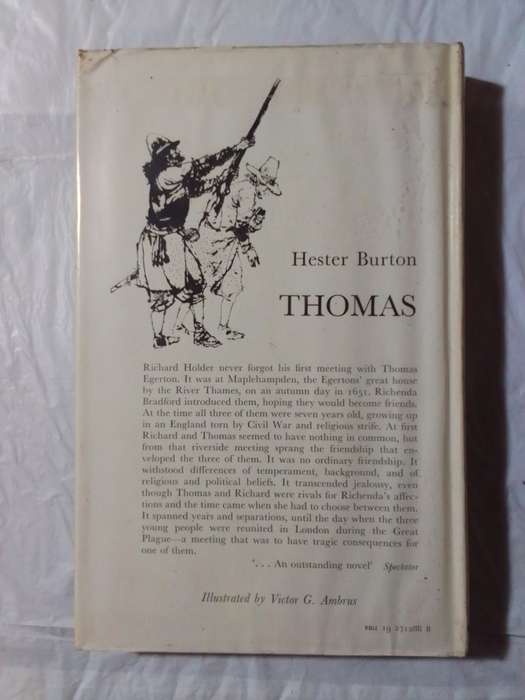 Hester Burton
THOMAS
Richard Holder never forgot his first meeting with Thomas
Egerton. It was at Maplehampden, the Egertons' great house
by the River Thames, on an autumn day in 1651. Richenda
Bradford introduced them, hoping they would become friends.
At the time all three of them were seven years old, growing up
in an England torn by Civil War and religious strife. At first
Richard and Thomas seemed to have nothing in common, but
from that riverside meeting sprang the friendship that en-
veloped the three of them. It was no ordinary friendship. It
withstood differences of temperament, background, and of
religious and political beliefs. It transcended jealousy, even
though Thomas and Richard were rivals for Richenda's affec-
tions and the time came when she had to choose between them.
It spanned years and separations, until the day when the three
young people were reunited in London during the Great
Plague—a meeting that was to have tragic consequences for
one of them.
'. . . An outstanding novel' Spectator
Illustrated by Victor G. Ambrus
19 271288 8